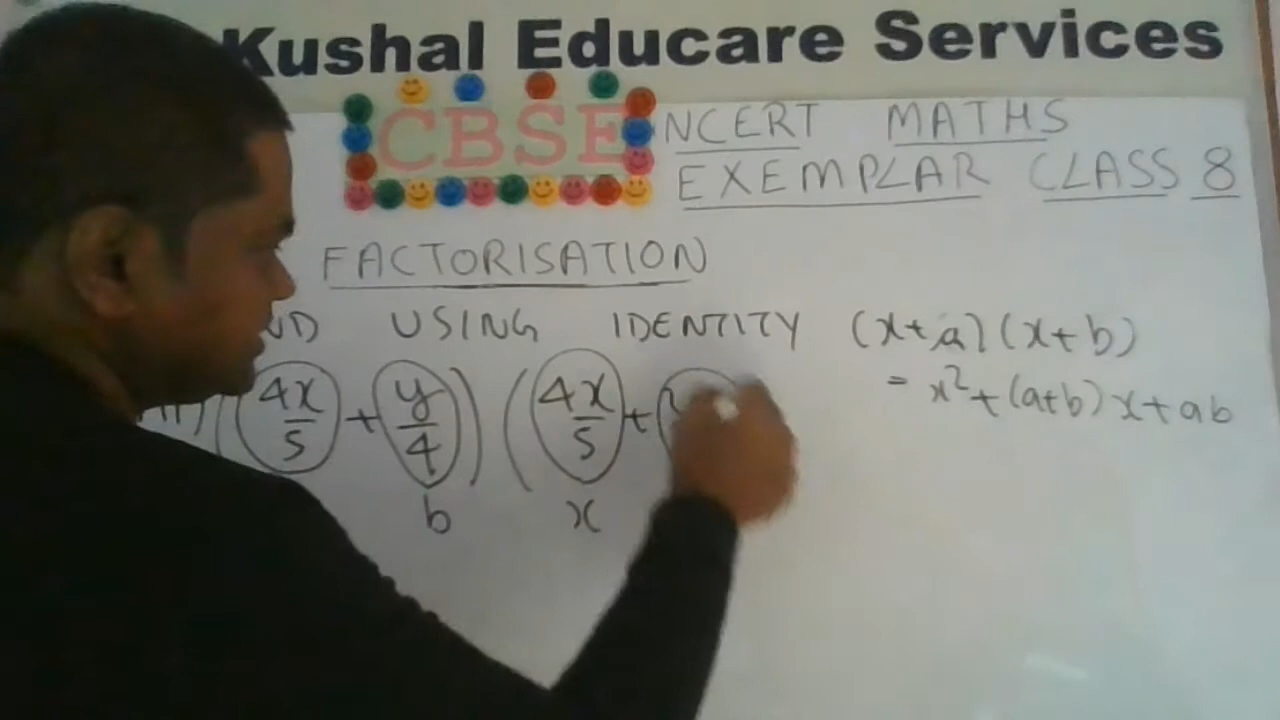 Kushal Educare Services
CBSE NCERT MATHS
EXEMPLAR CLASS 8
FACTORISATION
USING IDENTITY (x+a)(x+b)
= x²+(a+b)x+ab
(4x/5 + y/4) (4x/5 +
b x